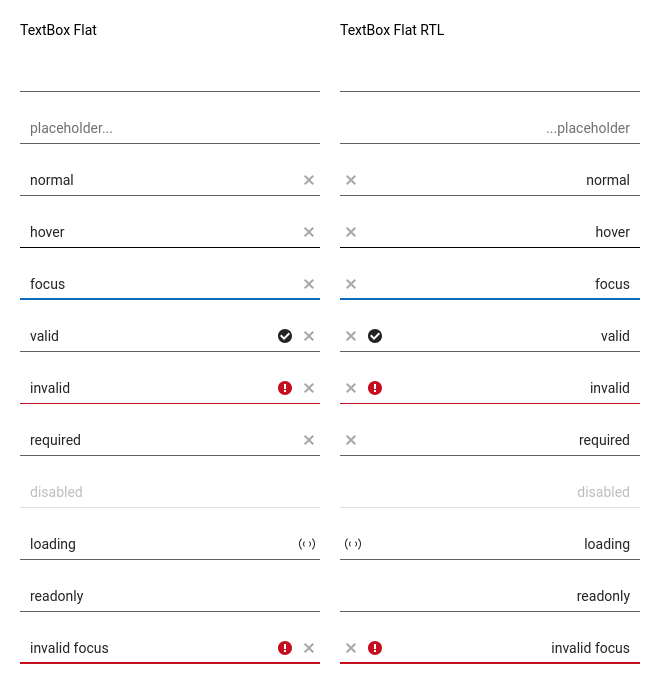 TextBox Flat
placeholder...
normal
hover
focus
valid
invalid
required
disabled
loading
readonly
invalid focus
TextBox Flat RTL
...placeholder
normal
hover
focus
valid
invalid
required
disabled
loading
readonly
invalid focus